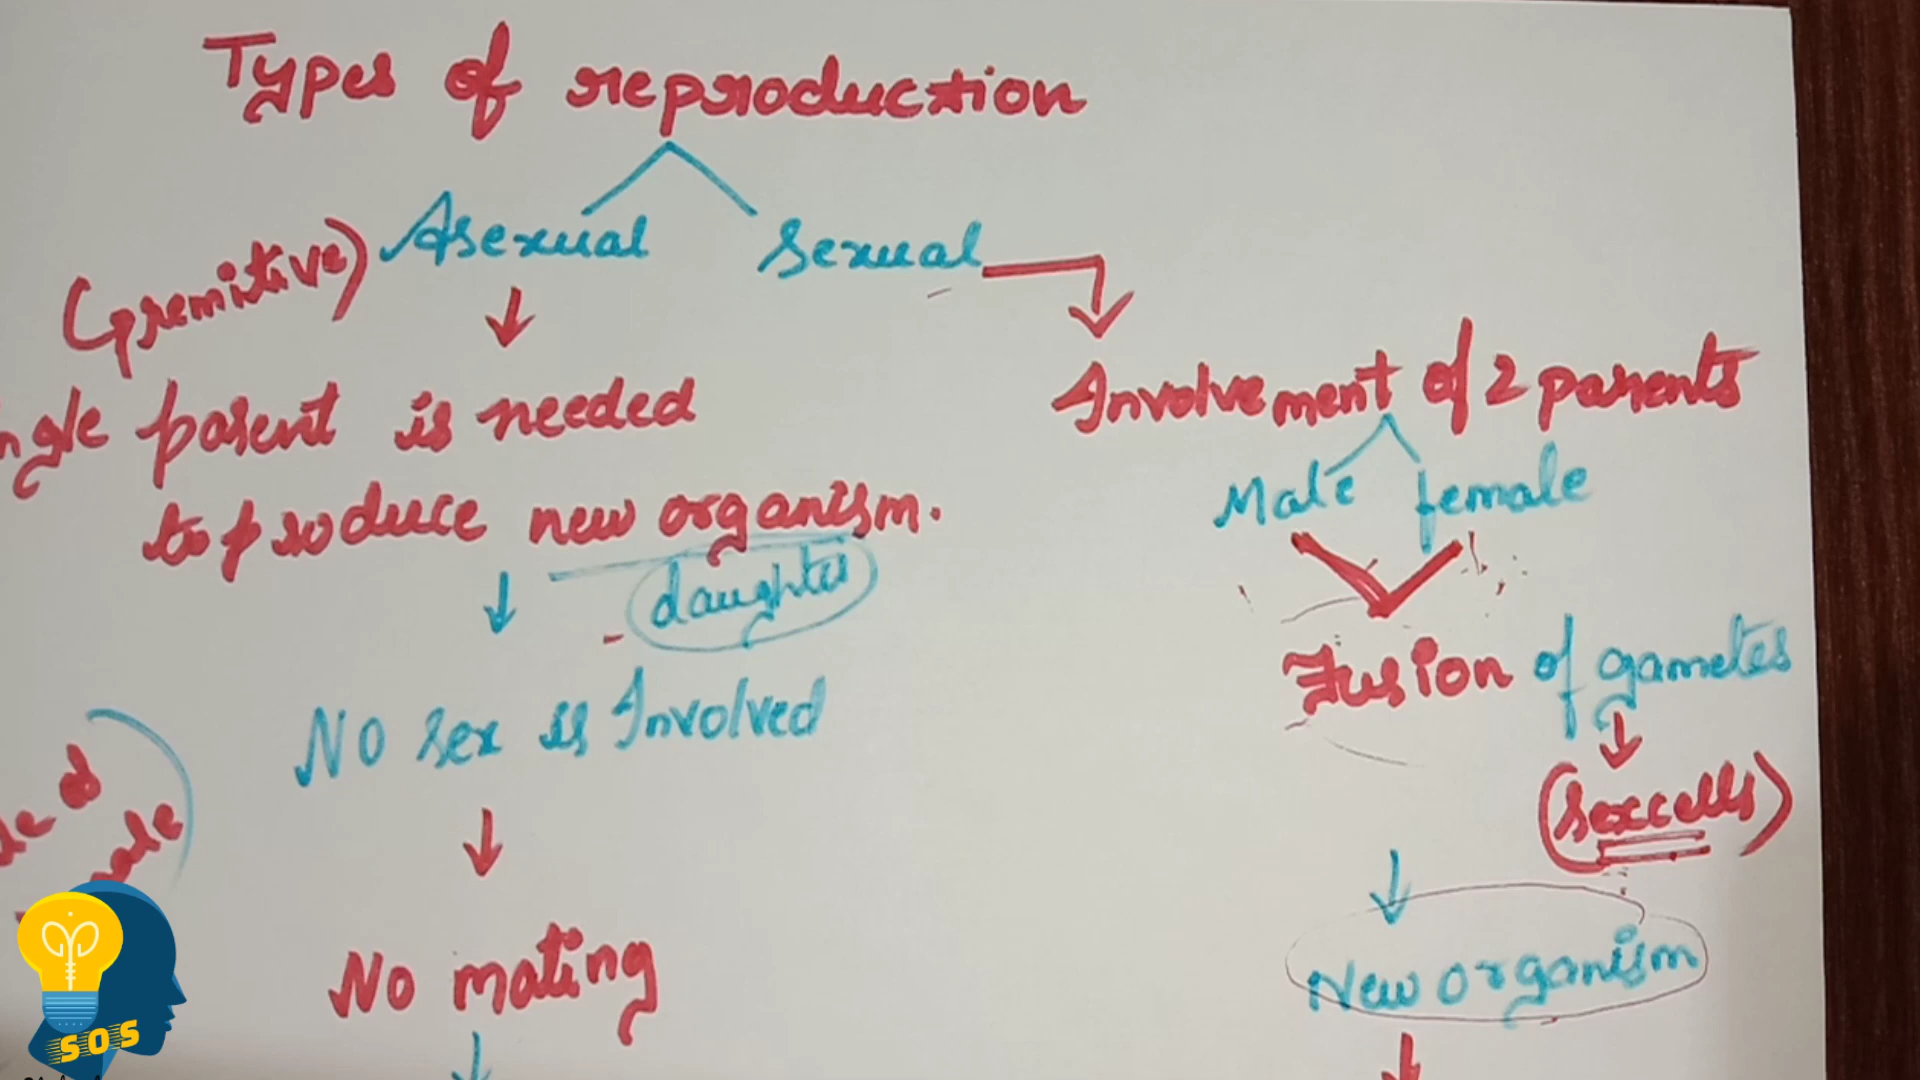 Types of reproduction
Asexual
Sexual
(premitive)
ngle parent is needed
to produce new organism.
daughter
No sex is Involved
No mating
Involvement of 2 parents
Male female
Fusion of gametes
(sexcells)
New organism
SOS